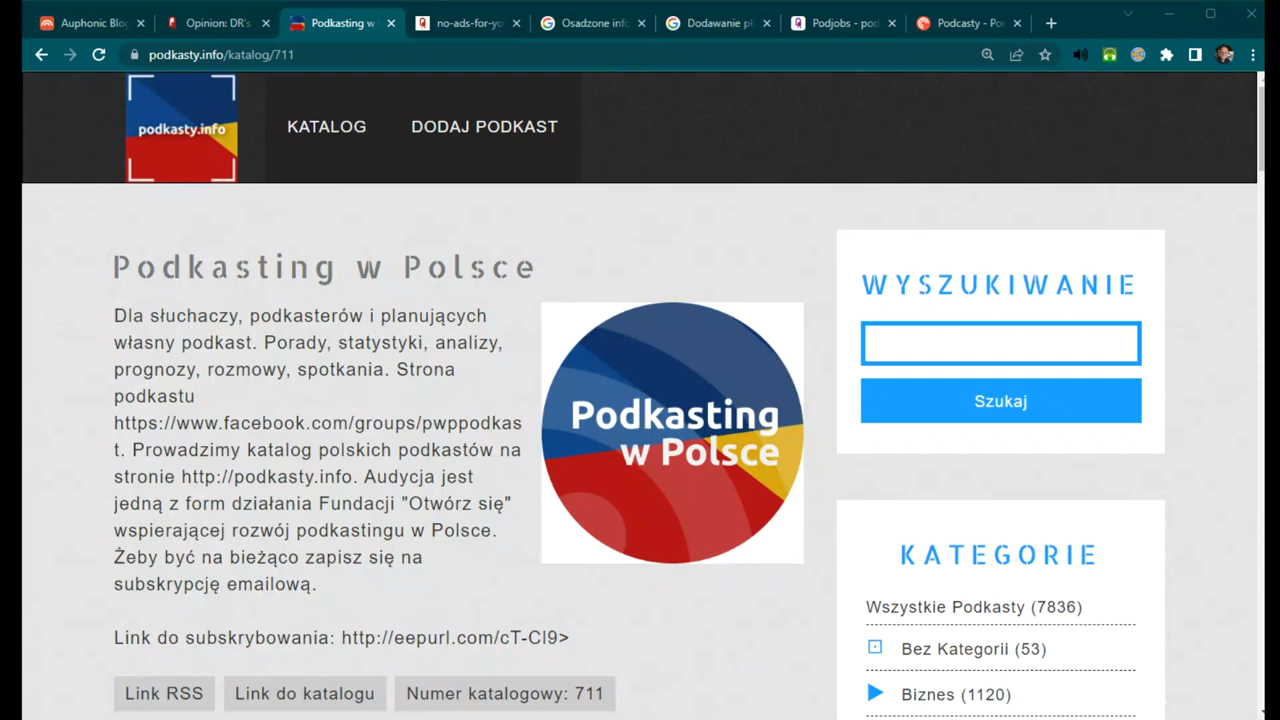 Auphonic Blog
Opinion: DR's
Podkasting w
no-ads-for-yo
Osadzone info
Dodawanie pl
Podjobs - pod
Podcasty - Po
podkasty.info/katalog/711
podkasty.info
KATALOG
DODAJ PODKAST
Podkasting w Polsce
Dla słuchaczy, podkasterów i planujących
własny podkast. Porady, statystyki, analizy,
prognozy, rozmowy, spotkania. Strona
podkastu
https://www.facebook.com/groups/pwppodkas
t. Prowadzimy katalog polskich podkastów na
stronie http://podkasty.info. Audycja jest
jedną z form działania Fundacji "Otwórz się"
wspierającej rozwój podkastingu w Polsce.
Żeby być na bieżąco zapisz się na
subskrypcję emailową.
Link do subskrybowania: http://eepurl.com/cT-Cl9>
Link RSS
Link do katalogu
Numer katalogowy: 711
Podkasting
w Polsce
WYSZUKIWANIE
Szukaj
KATEGORIE
Wszystkie Podkasty (7836)
Bez Kategorii (53)
Biznes (1120)